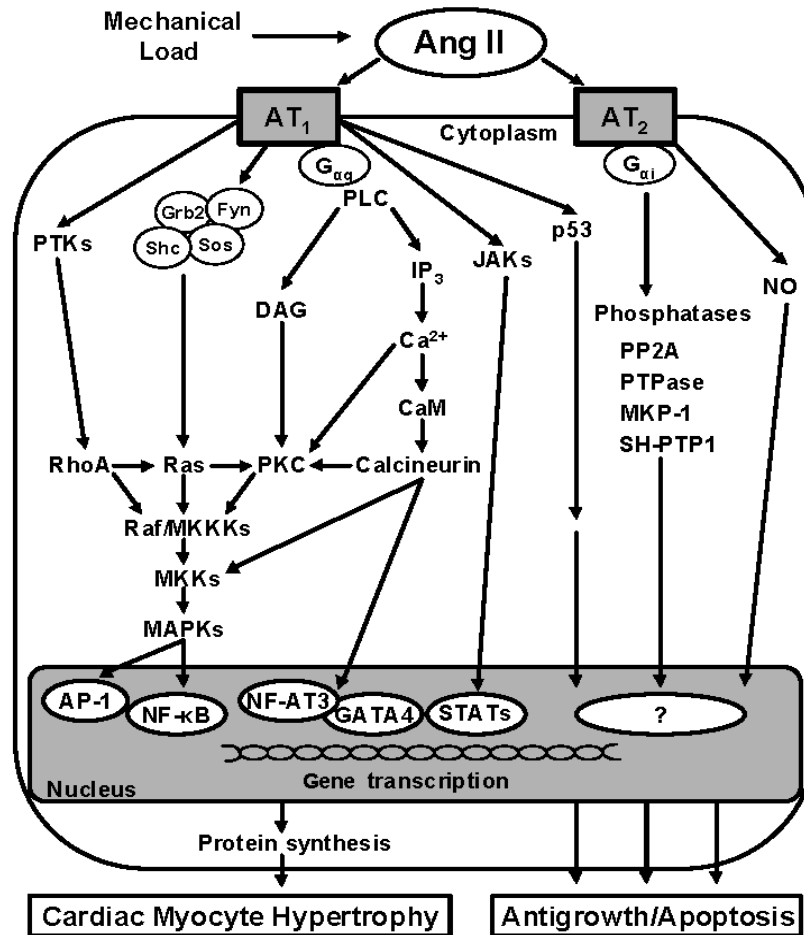 Mechanical
Load
Ang II
AT1
AT2
Cytoplasm
Gαq
Gαi
Grb2
Fyn
Shc
Sos
PLC
PTKs
p53
IP3
JAKs
NO
DAG
Phosphatases
Ca2+
PP2A
PTPase
CaM
MKP-1
SH-PTP1
RhoA
Ras
PKC
Calcineurin
Raf/MKKKs
MKKs
MAPKs
AP-1
NF-κB
NF-AT3
GATA4
STATs
?
Gene transcription
Nucleus
Protein synthesis
Cardiac Myocyte Hypertrophy
Antigrowth/Apoptosis